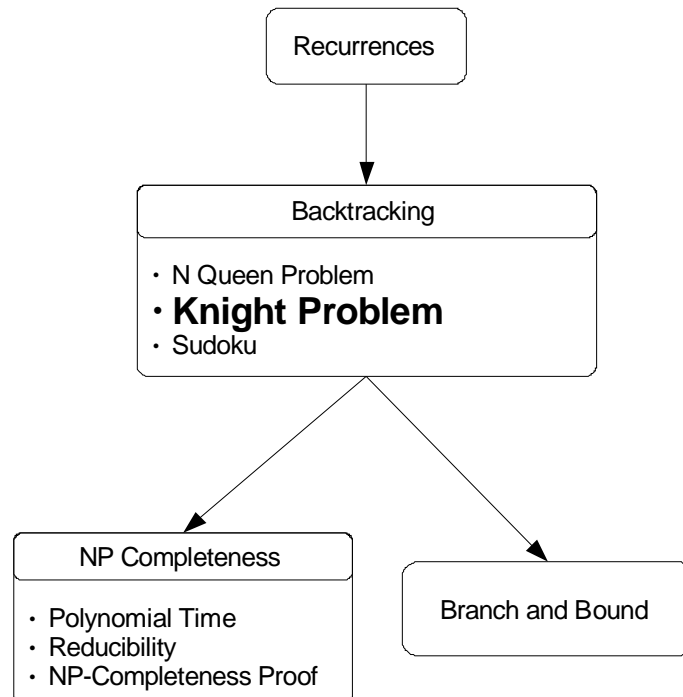 Recurrences
Backtracking
· N Queen Problem
· Knight Problem
· Sudoku
NP Completeness
· Polynomial Time
· Reducibility
· NP-Completeness Proof
Branch and Bound